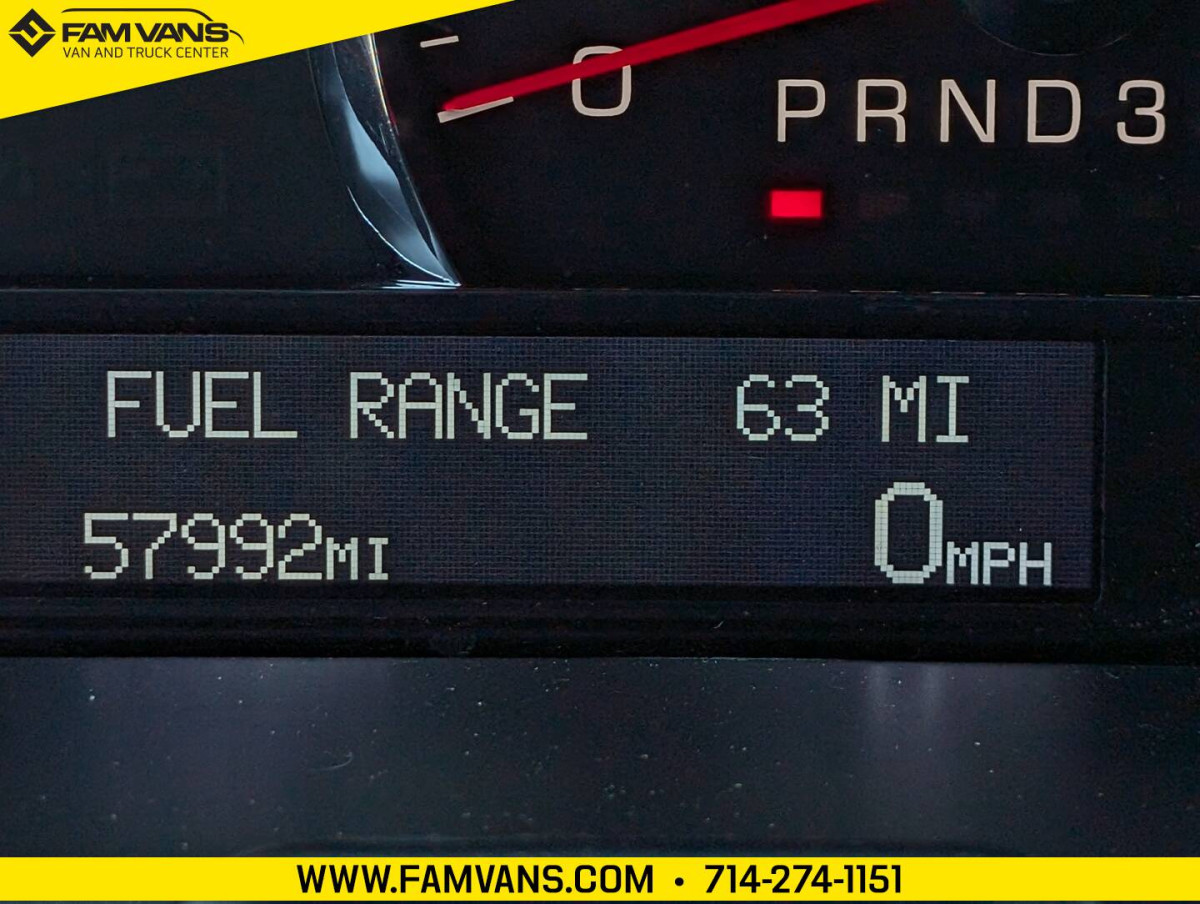 FAM VANS
VAN AND TRUCK CENTER
0
PRND3
FUEL RANGE 63 MI
57992MI 0MPH
WWW.FAMVANS.COM • 714-274-1151